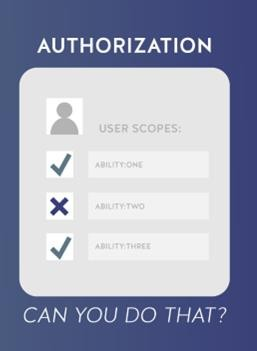 AUTHORIZATION
USER SCOPES:
ABILITY:ONE
ABILITY:TWO
ABILITY:THREE
CAN YOU DO THAT?